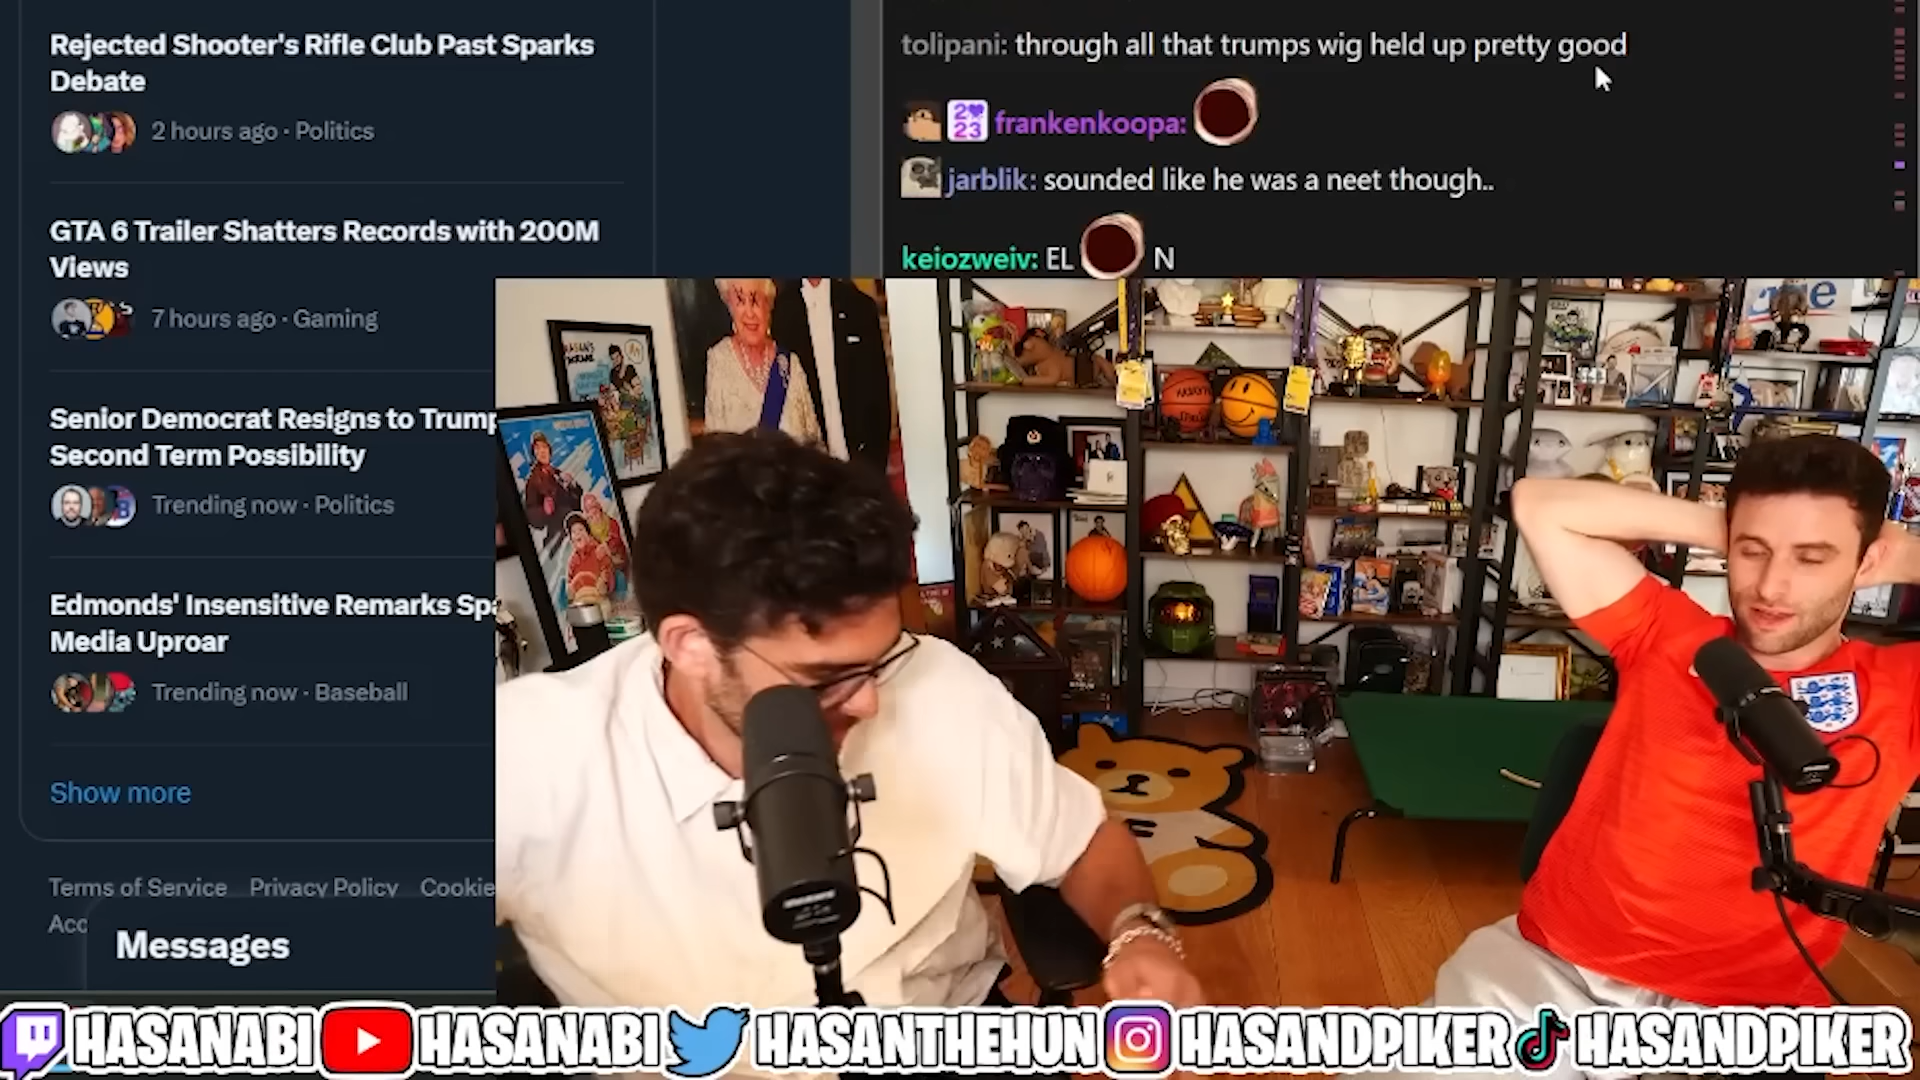 Rejected Shooter's Rifle Club Past Sparks
Debate
2 hours ago · Politics
GTA 6 Trailer Shatters Records with 200M
Views
7 hours ago · Gaming
Senior Democrat Resigns to Trump
Second Term Possibility
Trending now · Politics
Edmonds' Insensitive Remarks Spa
Media Uproar
Trending now · Baseball
Show more
Terms of Service Privacy Policy Cookie
Acc
Messages
tolipani: through all that trumps wig held up pretty good
2 23 frankenkoopa:
jarblik: sounded like he was a neet though..
keiozweiv: EL N
HASANABI HASANABI HASANTHEHUN HASANDPIKER HASANDPIKER